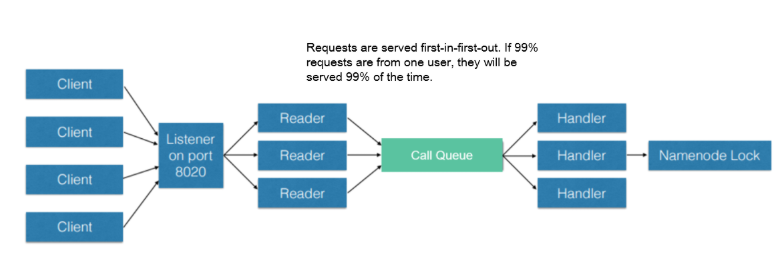 Requests are served first-in-first-out. If 99%
requests are from one user, they will be
served 99% of the time.
Client
Client
Client
Client
Listener
on port
8020
Reader
Reader
Reader
Call Queue
Handler
Handler
Handler
Namenode Lock